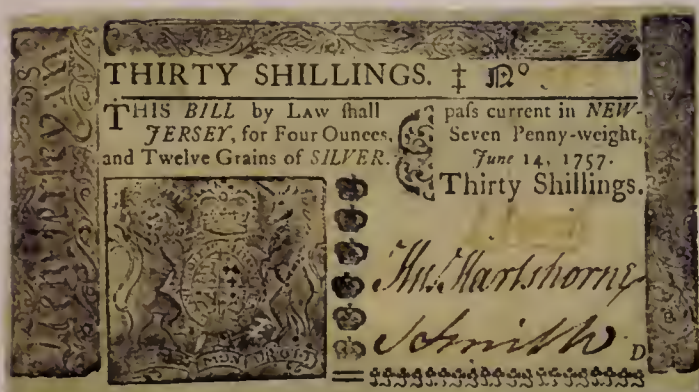 THIRTY SHILLINGS. ‡ Nº
THIS BILL by LAW ſhall paſs current in NEW-
JERSEY, for Four Ounces, Seven Penny-weight,
and Twelve Grains of SILVER. June 14, 1757.
Thirty Shillings.
Hartshorne
Smith
D